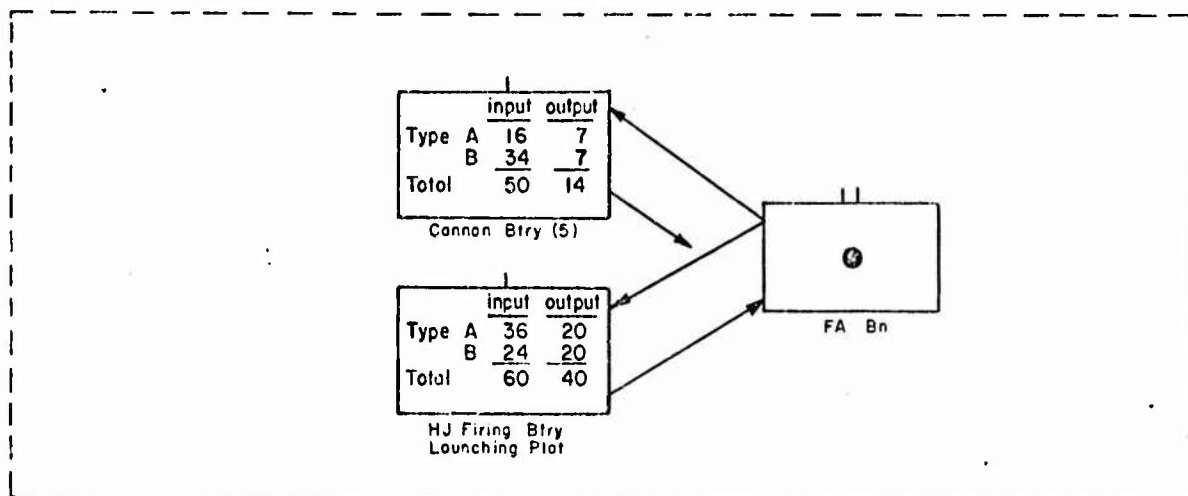 input output
Type A 16 7
B 34 7
Total 50 14
Cannon Btry (5)
input output
Type A 36 20
B 24 20
Total 60 40
HJ Firing Btry
Launching Plat
FA Bn